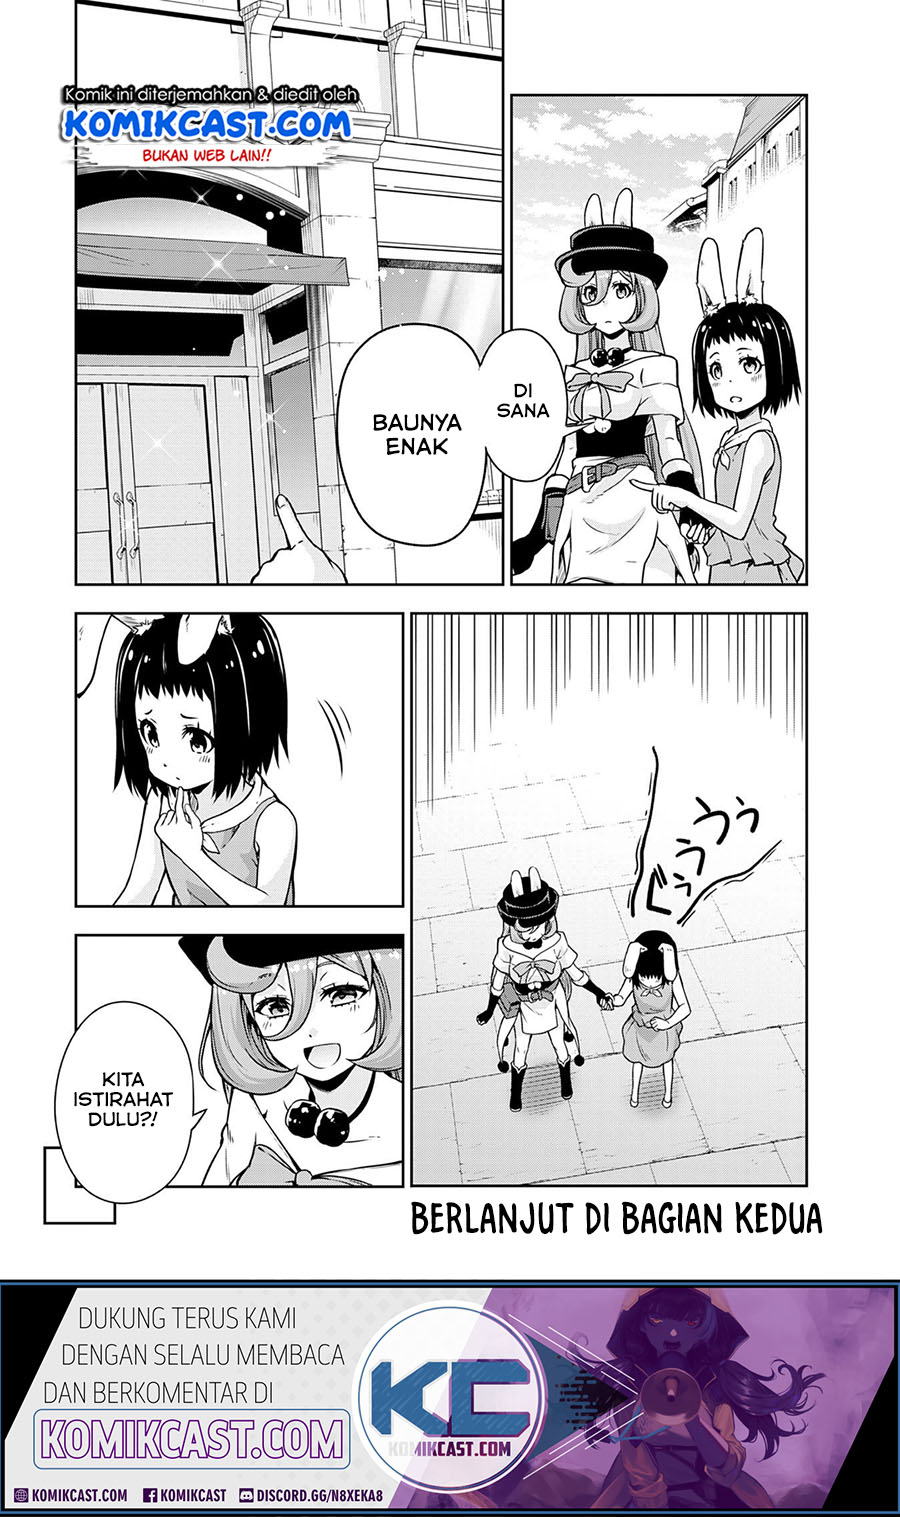 Komik ini diterjemahkan & diedit oleh
KOMIKCAST.COM
BUKAN WEB LAIN!!
DI
SANA
BAUNYA
ENAK
ぐぅぅぅ
KITA
ISTIRAHAT
DULU?!
BERLANJUT DI BAGIAN KEDUA
DUKUNG TERUS KAMI
DENGAN SELALU MEMBACA
DAN BERKOMENTAR DI
KOMIKCAST.COM
KC
KOMIKCAST.COM
KOMIKCAST.COM KOMIKCAST DISCORD.GG/N8XEKA8